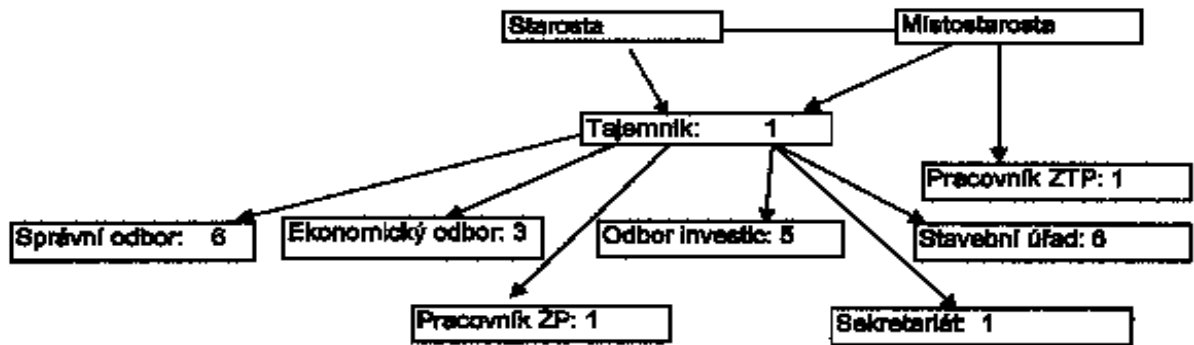 Starosta
Místostarosta
Tajemník: 1
Pracovník ZTP: 1
Správní odbor: 6
Ekonomický odbor: 3
Odbor investic: 5
Stavební úřad: 6
Pracovník ŽP: 1
Sekretariát: 1